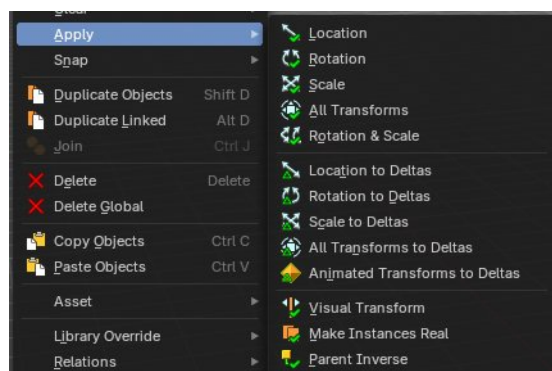 Clear
Apply
Snap
Duplicate Objects Shift D
Duplicate Linked Alt D
Join Ctrl J
Delete Delete
Delete Global
Copy Objects Ctrl C
Paste Objects Ctrl V
Asset
Library Override
Relations
Location
Rotation
Scale
All Transforms
Rotation & Scale
Location to Deltas
Rotation to Deltas
Scale to Deltas
All Transforms to Deltas
Animated Transforms to Deltas
Visual Transform
Make Instances Real
Parent Inverse